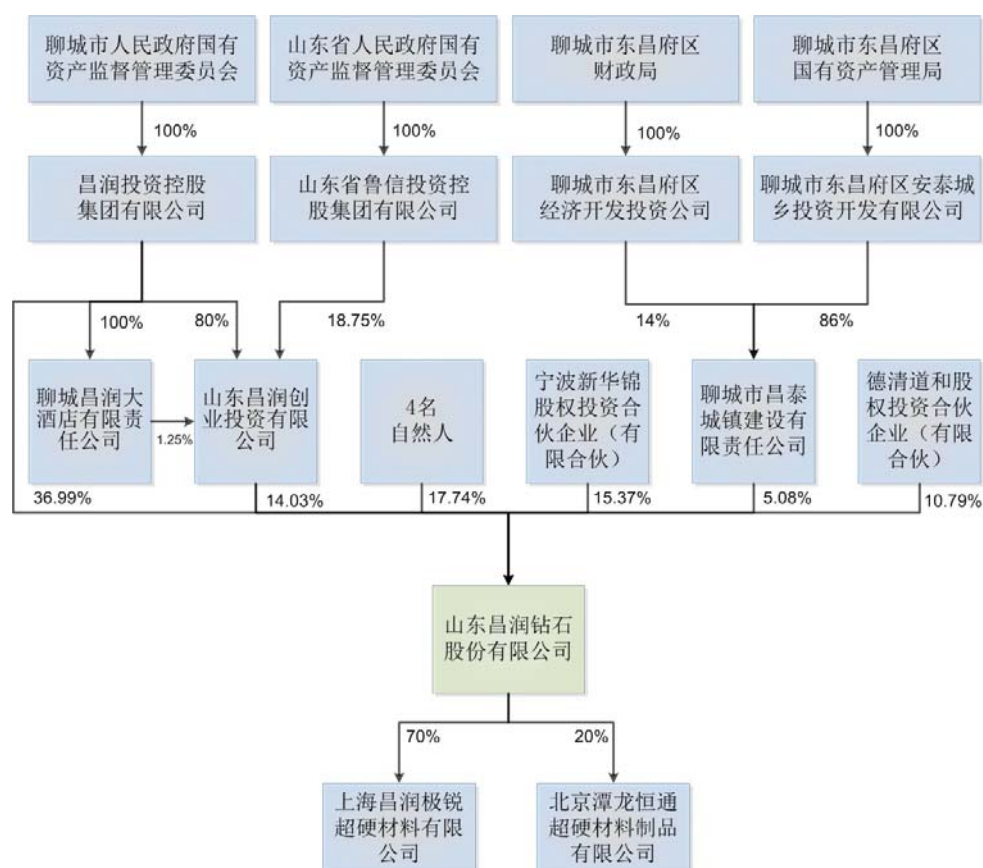 聊城市人民政府国有
资产监督管理委员会
山东省人民政府国有
资产监督管理委员会
聊城市东昌府区
财政局
聊城市东昌府区
国有资产管理局
100%
100%
100%
100%
昌润投资控股
集团有限公司
山东省鲁信投资控
股集团有限公司
聊城市东昌府区
经济开发投资公司
聊城市东昌府区安泰城
乡投资开发有限公司
100%
80%
18.75%
14%
86%
聊城昌润大
酒店有限责
任公司
1.25%
山东昌润创
业投资有限
公司
4名
自然人
宁波新华锦
股权投资合
伙企业（有
限合伙）
聊城市昌泰
城镇建设有
限责任公司
德清道和股
权投资合伙
企业（有限
合伙）
36.99%
14.03%
17.74%
15.37%
5.08%
10.79%
山东昌润钻石
股份有限公司
70%
20%
上海昌润极锐
超硬材料有限
公司
北京潭龙恒通
超硬材料制品
有限公司